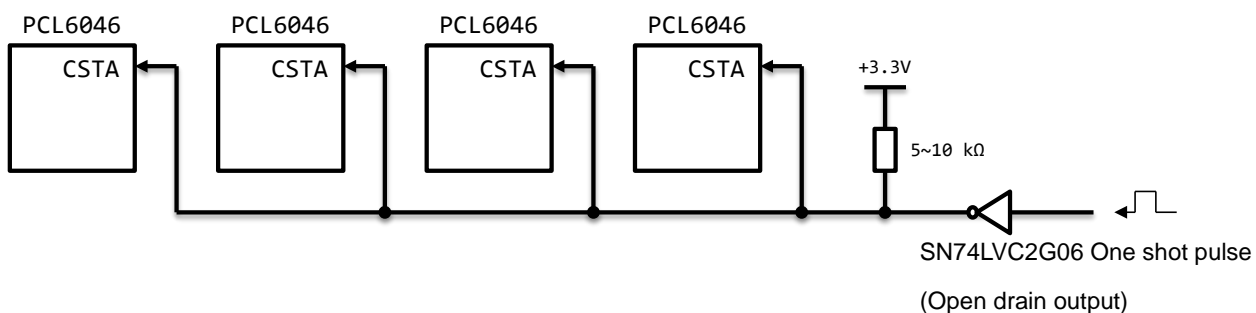 PCL6046 PCL6046 PCL6046 PCL6046
CSTA CSTA CSTA CSTA
+3.3V
5~10 kΩ
SN74LVC2G06 One shot pulse
(Open drain output)